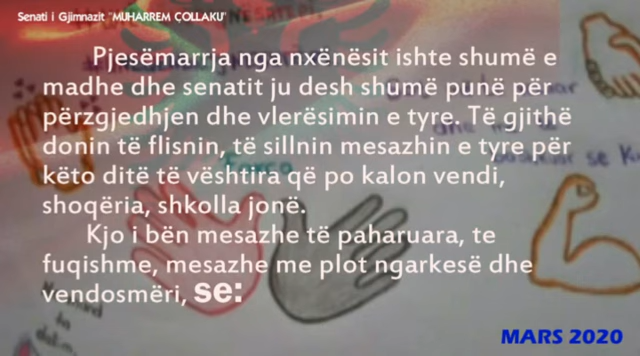 Senati i Gjimnazit "MUHARREM ÇOLLAKU"
Pjesëmarrja nga nxënësit ishte shumë e
madhe dhe senatit ju desh shumë punë për
përzgjedhjen dhe vlerësimin e tyre. Të gjithë
donin të flisnin, të sillnin mesazhin e tyre për
këto ditë të vështira që po kalon vendi,
shoqëria, shkolla jonë.
Kjo i bën mesazhe të paharuara, te
fuqishme, mesazhe me plot ngarkesë dhe
vendosmëri, se:
MARS 2020